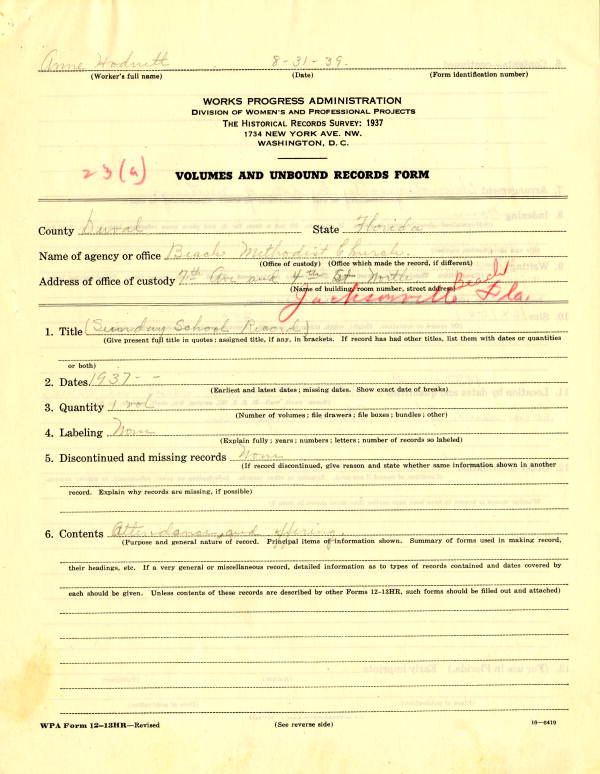 Anne Hodnett 8-31-39.
(Worker's full name) (Date) (Form identification number)
WORKS PROGRESS ADMINISTRATION
DIVISION OF WOMEN'S AND PROFESSIONAL PROJECTS
THE HISTORICAL RECORDS SURVEY: 1937
1734 NEW YORK AVE. NW.
WASHINGTON, D. C.
23(a)
VOLUMES AND UNBOUND RECORDS FORM
County Duval State Florida
Name of agency or office Beach Methodist Church.
(Office of custody) (Office which made the record, if different)
Address of office of custody 7th Ave and 4th St North
(Name of building, room number, street address)
Jacksonville Beach Fla.
1. Title (Sunday School Record)
(Give present full title in quotes; assigned title, if any, in brackets. If record has had other titles, list them with dates or quantities
or both)
2. Dates 1937 - -
(Earliest and latest dates; missing dates. Show exact date of breaks)
3. Quantity 1 vol
(Number of volumes; file drawers; file boxes; bundles; other)
4. Labeling None
(Explain fully; years; numbers; letters; number of records so labeled)
5. Discontinued and missing records None
(If record discontinued, give reason and state whether same information shown in another
record. Explain why records are missing, if possible)
6. Contents Attendance, and offering.
(Purpose and general nature of record. Principal items of information shown. Summary of forms used in making record,
their headings, etc. If a very general or miscellaneous record, detailed information as to types of records contained and dates covered by
each should be given. Unless contents of these records are described by other Forms 12-13HR, such forms should be filled out and attached)
WPA Form 12-13HR—Revised (See reverse side) 16—6419